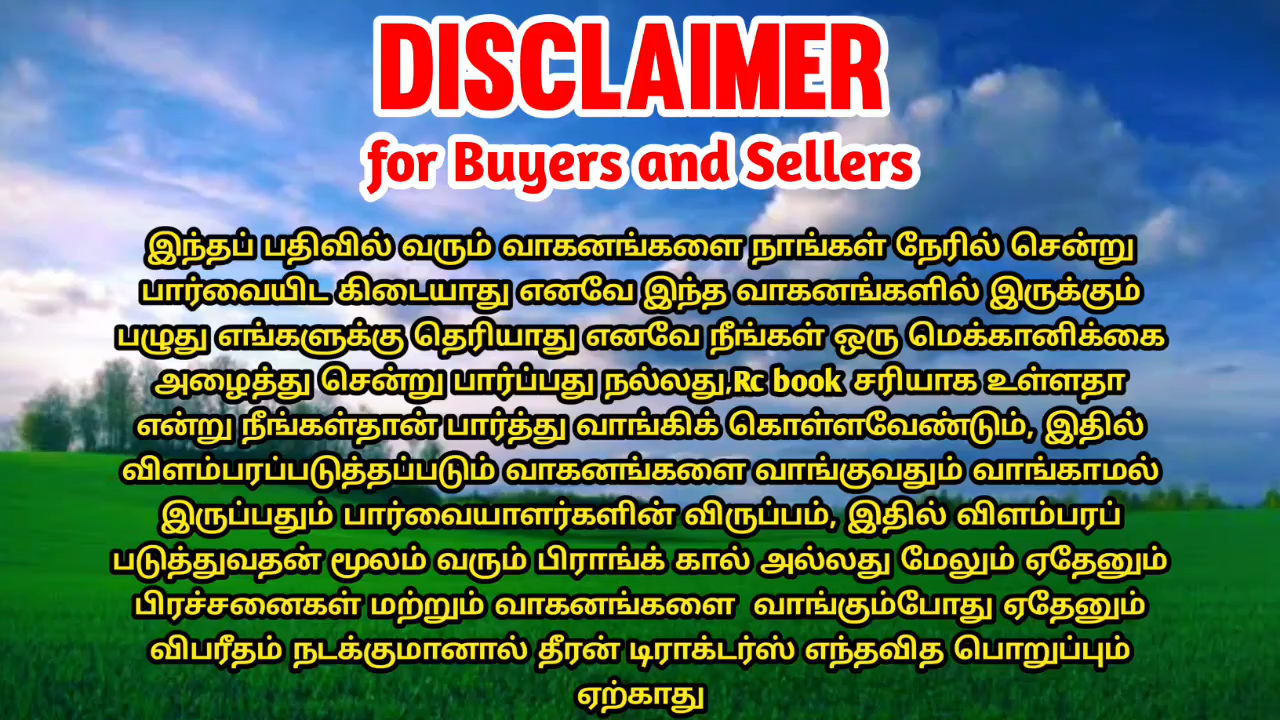 DISCLAIMER
for Buyers and Sellers
இந்தப் பதிவில் வரும் வாகனங்களை நாங்கள் நேரில் சென்று
பார்வையிட கிடையாது எனவே இந்த வாகனங்களில் இருக்கும்
பழுது எங்களுக்கு தெரியாது எனவே நீங்கள் ஒரு மெக்கானிக்கை
அழைத்து சென்று பார்ப்பது நல்லது,Rc book சரியாக உள்ளதா
என்று நீங்கள்தான் பார்த்து வாங்கிக் கொள்ளவேண்டும், இதில்
விளம்பரப்படுத்தப்படும் வாகனங்களை வாங்குவதும் வாங்காமல்
இருப்பதும் பார்வையாளர்களின் விருப்பம், இதில் விளம்பரப்
படுத்துவதன் மூலம் வரும் பிராங்க் கால் அல்லது மேலும் ஏதேனும்
பிரச்சனைகள் மற்றும் வாகனங்களை வாங்கும்போது ஏதேனும்
விபரீதம் நடக்குமானால் தீரன் டிராக்டர்ஸ் எந்தவித பொறுப்பும்
ஏற்காது